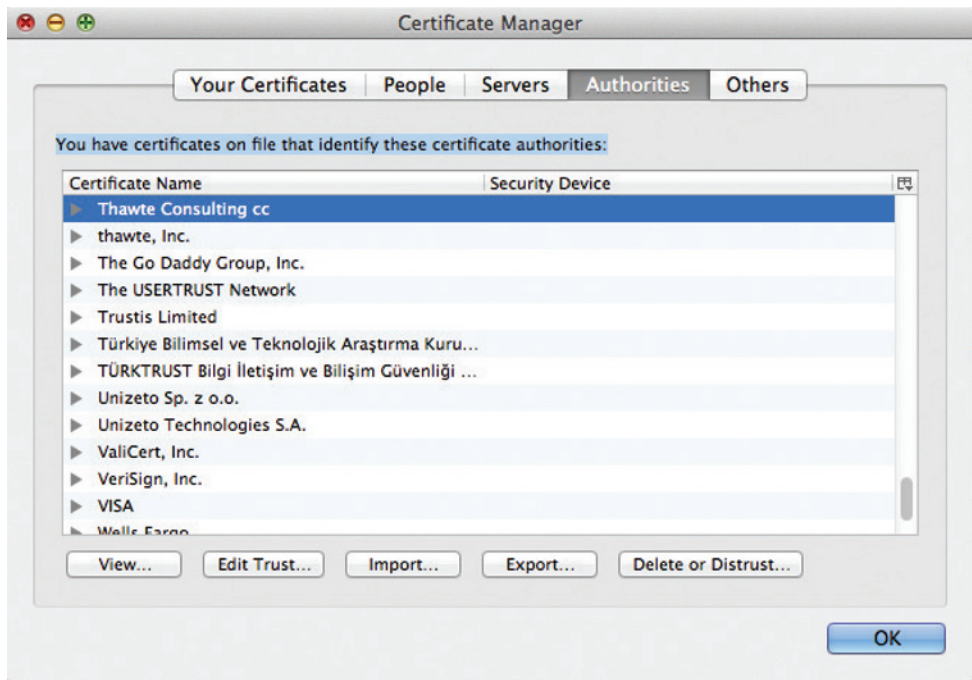 Certificate Manager
Your Certificates People Servers Authorities Others
You have certificates on file that identify these certificate authorities:
Certificate Name Security Device
Thawte Consulting cc
thawte, Inc.
The Go Daddy Group, Inc.
The USERTRUST Network
Trustis Limited
Türkiye Bilimsel ve Teknolojik Araştırma Kuru...
TÜRKTRUST Bilgi İletişim ve Bilişim Güvenliği ...
Unizeto Sp. z o.o.
Unizeto Technologies S.A.
ValiCert, Inc.
VeriSign, Inc.
VISA
Wells Fargo
View... Edit Trust... Import... Export... Delete or Distrust...
OK